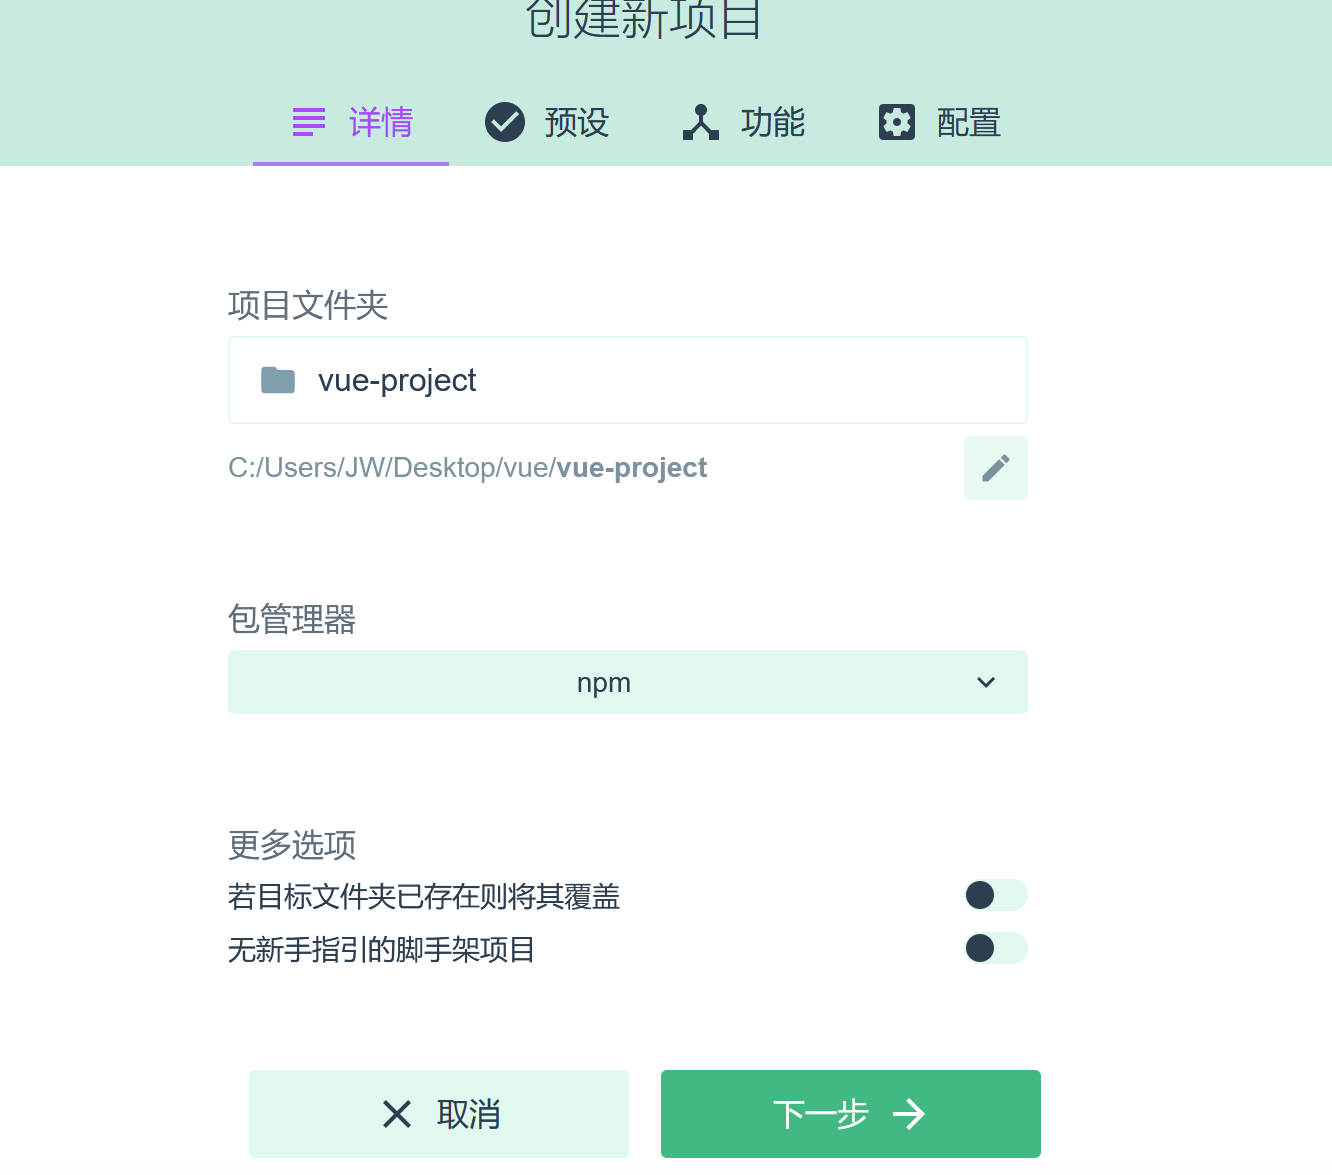 创建新项目
详情 预设 功能 配置
项目文件夹
vue-project
C:/Users/JW/Desktop/vue/vue-project
包管理器
npm
更多选项
若目标文件夹已存在则将其覆盖
无新手指引的脚手架项目
取消 下一步